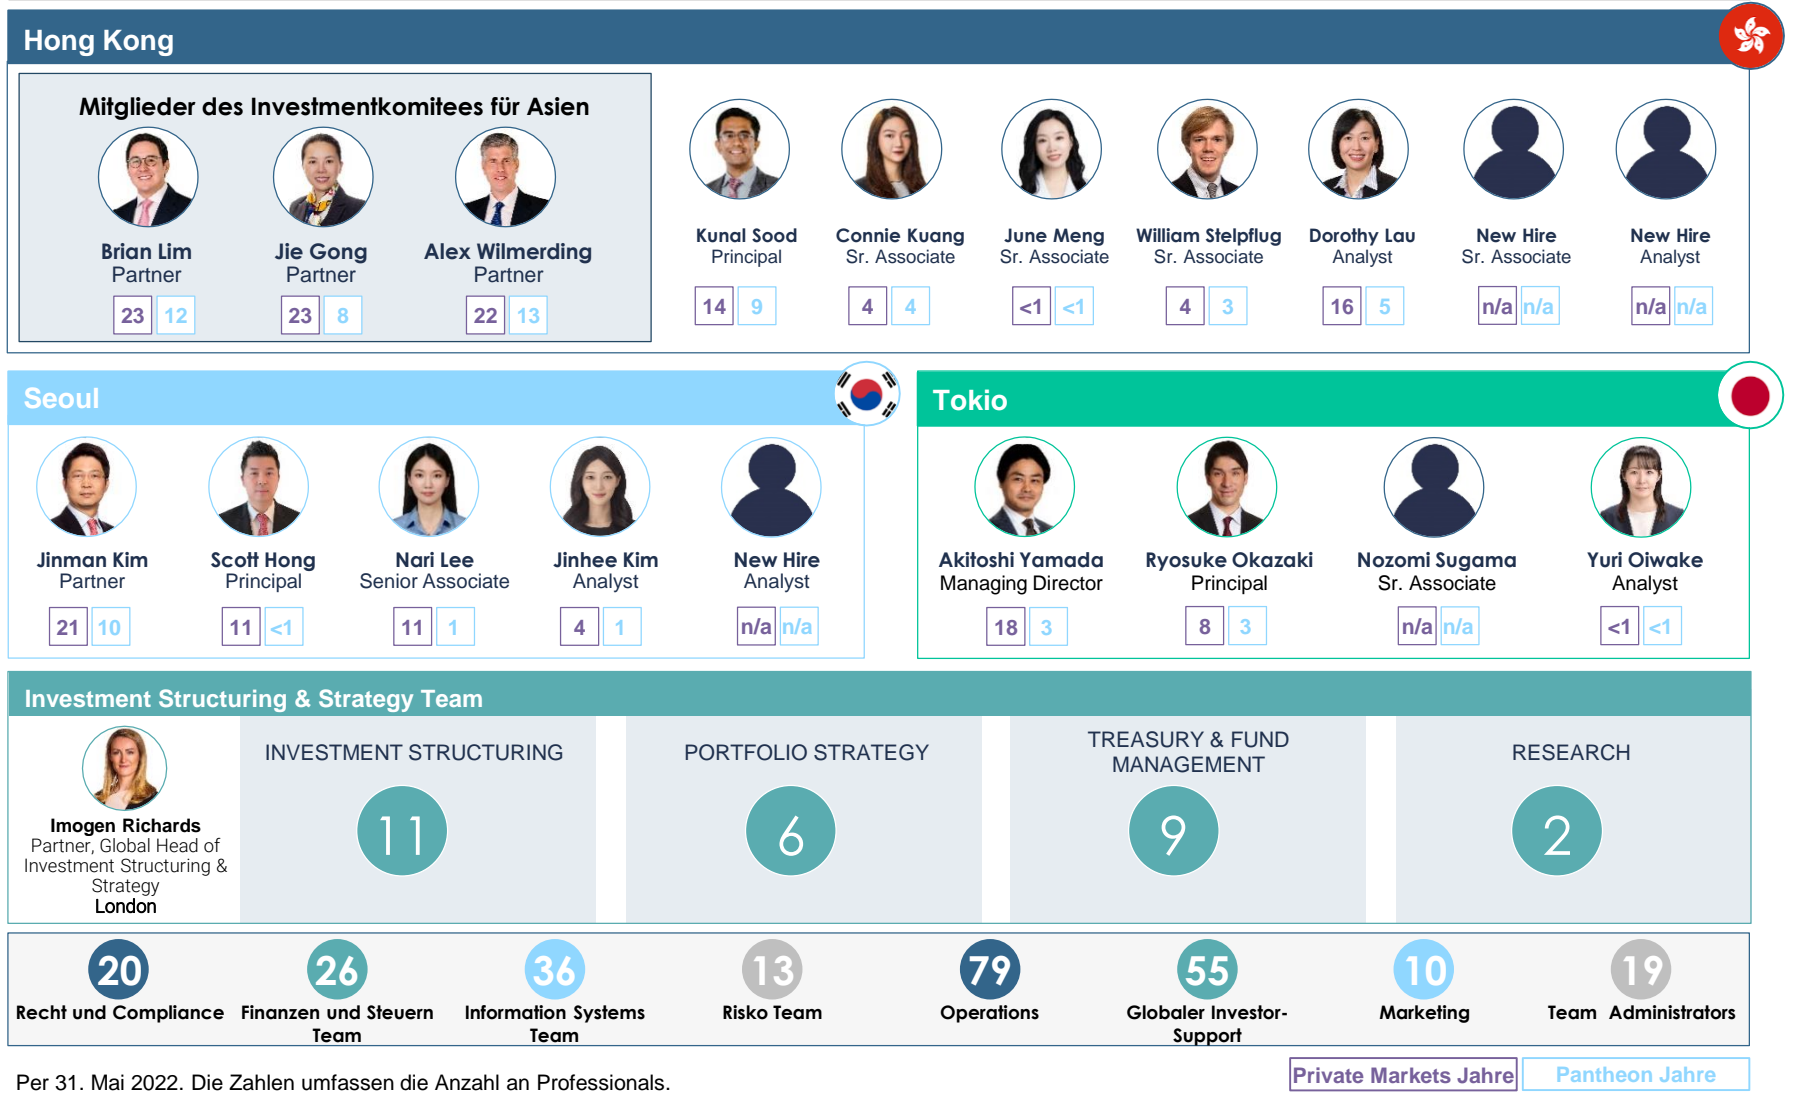 Hong Kong
Mitglieder des Investmentkomitees für Asien
Brian Lim
Partner
23 12
Jie Gong
Partner
23 8
Alex Wilmerding
Partner
22 13
Kunal Sood
Principal
14 9
Connie Kuang
Sr. Associate
4 4
June Meng
Sr. Associate
<1 <1
William Stelpflug
Sr. Associate
4 3
Dorothy Lau
Analyst
16 5
New Hire
Sr. Associate
n/a n/a
New Hire
Analyst
n/a n/a
Seoul
Jinman Kim
Partner
21 10
Scott Hong
Principal
11 <1
Nari Lee
Senior Associate
11 1
Jinhee Kim
Analyst
4 1
New Hire
Analyst
n/a n/a
Tokio
Akitoshi Yamada
Managing Director
18 3
Ryosuke Okazaki
Principal
8 3
Nozomi Sugama
Sr. Associate
n/a n/a
Yuri Oiwake
Analyst
<1 <1
Investment Structuring & Strategy Team
Imogen Richards
Partner, Global Head of
Investment Structuring &
Strategy
London
INVESTMENT STRUCTURING
11
PORTFOLIO STRATEGY
6
TREASURY & FUND
MANAGEMENT
9
RESEARCH
2
20
Recht und Compliance
26
Finanzen und Steuern
Team
36
Information Systems
Team
13
Risko Team
79
Operations
55
Globaler Investor-
Support
10
Marketing
19
Team Administrators
Private Markets Jahre
Pantheon Jahre
Per 31. Mai 2022. Die Zahlen umfassen die Anzahl an Professionals.